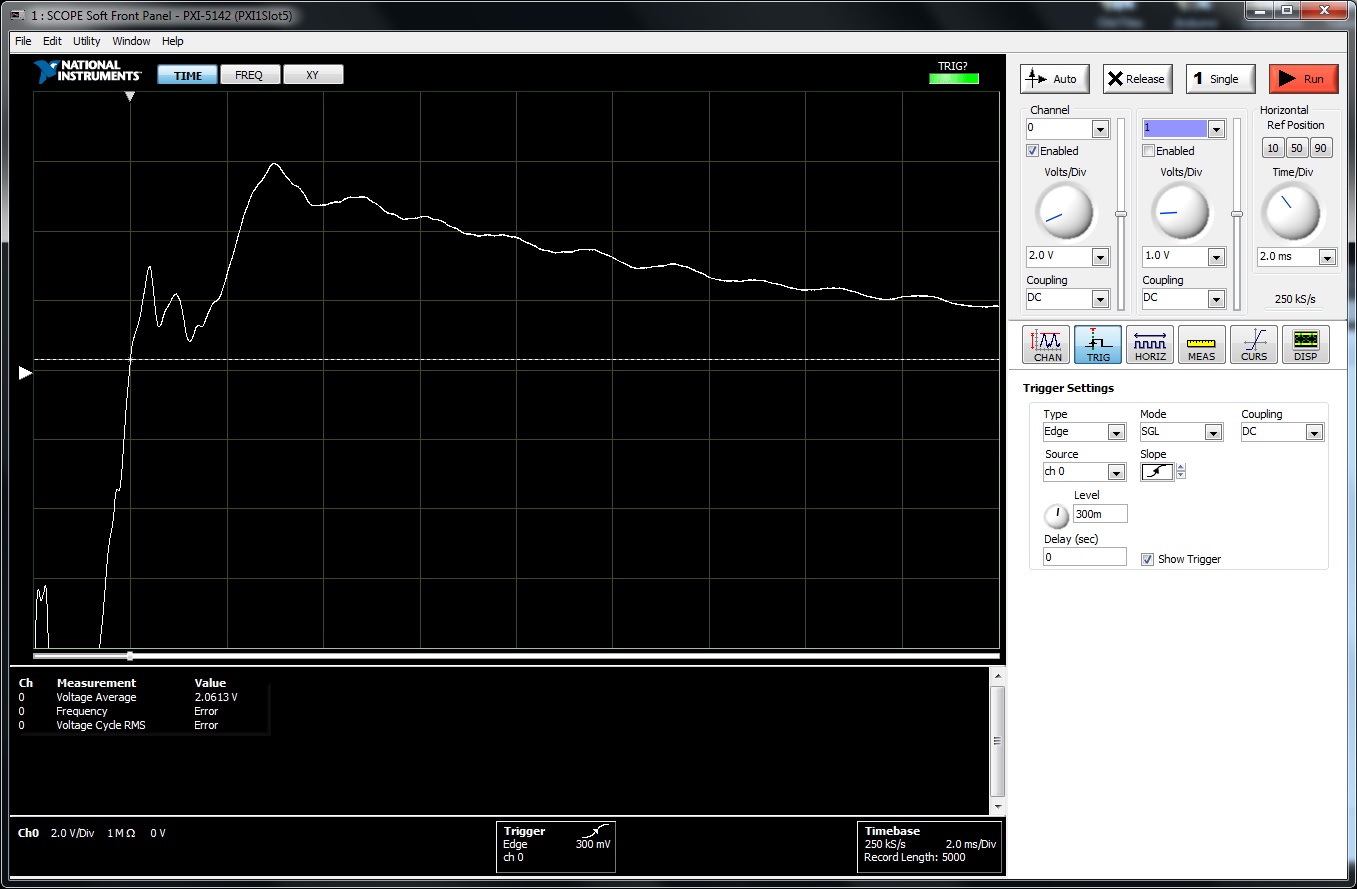 1 : SCOPE Soft Front Panel - PXI-5142 (PXI1Slot5)
File Edit Utility Window Help
NATIONAL
INSTRUMENTS
TIME FREQ XY
TRIG?
Auto Release 1 Single Run
Channel
0
Enabled
Volts/Div
2.0 V
Coupling
DC
1
Enabled
Volts/Div
1.0 V
Coupling
DC
Horizontal
Ref Position
10 50 90
Time/Div
2.0 ms
250 kS/s
CHAN TRIG HORIZ MEAS CURS DISP
Trigger Settings
Type Mode Coupling
Edge SGL DC
Source Slope
ch 0
Level
300m
Delay (sec)
0 Show Trigger
Ch Measurement Value
0 Voltage Average 2.0613 V
0 Frequency Error
0 Voltage Cycle RMS Error
Ch0 2.0 V/Div 1 M Ω 0 V
Trigger
Edge 300 mV
ch 0
Timebase
250 kS/s 2.0 ms/Div
Record Length: 5000